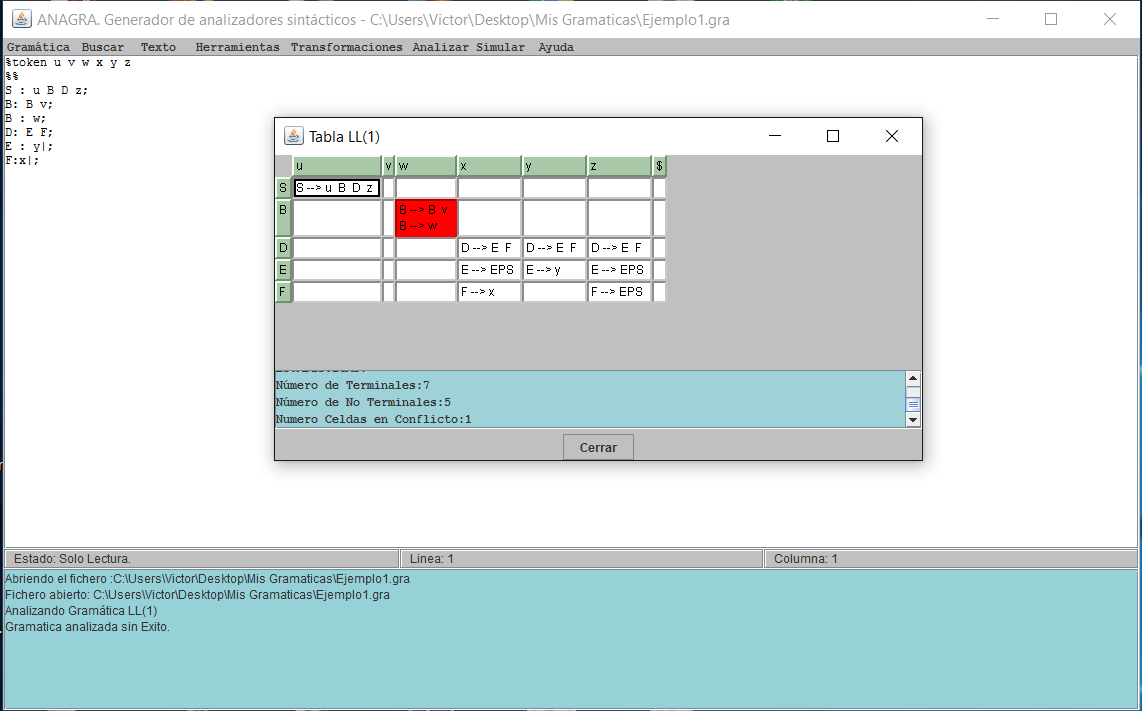 ANAGRA. Generador de analizadores sintácticos - C:\Users\Victor\Desktop\Mis Gramaticas\Ejemplo1.gra
Gramática Buscar Texto Herramientas Transformaciones Analizar Simular Ayuda
%token u v w x y z
%%
S : u B D z;
B: B v;
B : w;
D: E F;
E : y|;
F:x|;
Tabla LL(1)
u v w x y z $
S S --> u B D z
B B --> B v
B --> w
D D --> E F D --> E F D --> E F
E E --> EPS E --> y E --> EPS
F F --> x F --> EPS
Número de Terminales:7
Número de No Terminales:5
Numero Celdas en Conflicto:1
Cerrar
Estado: Solo Lectura. Linea: 1 Columna: 1
Abriendo el fichero :C:\Users\Victor\Desktop\Mis Gramaticas\Ejemplo1.gra
Fichero abierto: C:\Users\Victor\Desktop\Mis Gramaticas\Ejemplo1.gra
Analizando Gramática LL(1)
Gramatica analizada sin Exito.